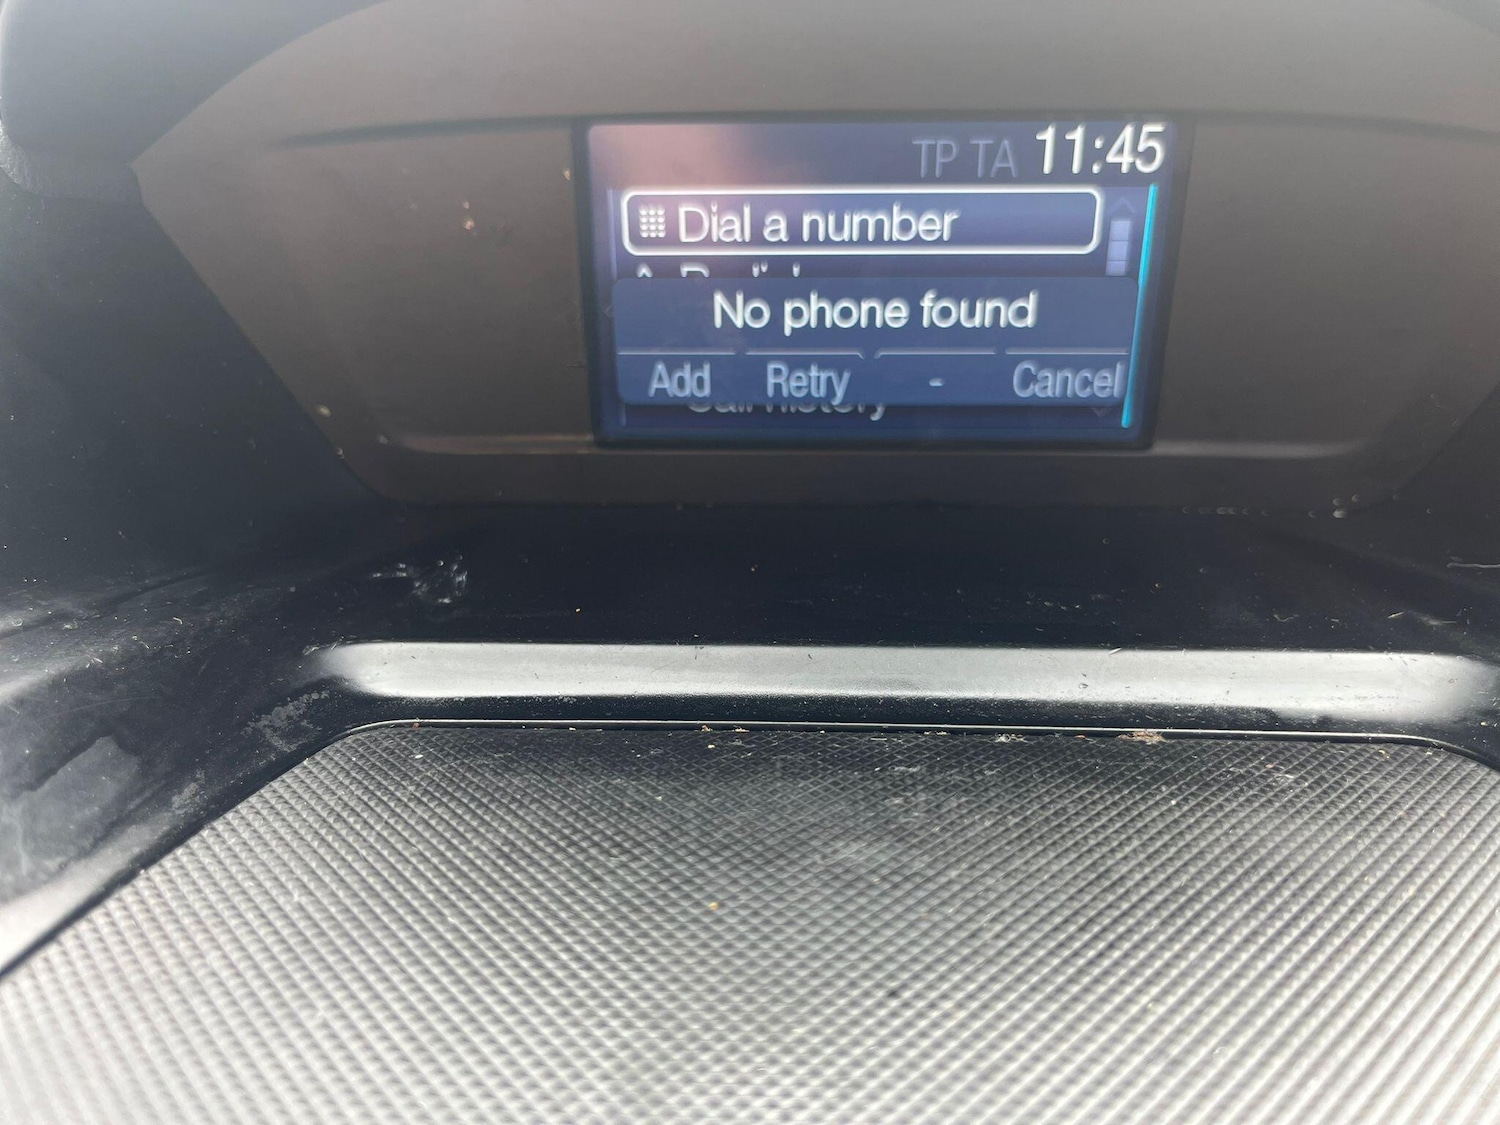 TP TA 11:45
Dial a number
No phone found
Add Retry - Cancel